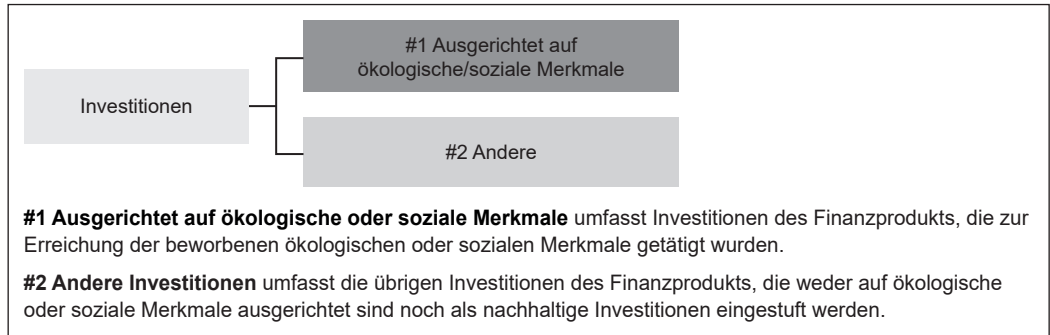 #1 Ausgerichtet auf
ökologische/soziale Merkmale
Investitionen
#2 Andere
#1 Ausgerichtet auf ökologische oder soziale Merkmale umfasst Investitionen des Finanzprodukts, die zur
Erreichung der beworbenen ökologischen oder sozialen Merkmale getätigt wurden.
#2 Andere Investitionen umfasst die übrigen Investitionen des Finanzprodukts, die weder auf ökologische
oder soziale Merkmale ausgerichtet sind noch als nachhaltige Investitionen eingestuft werden.